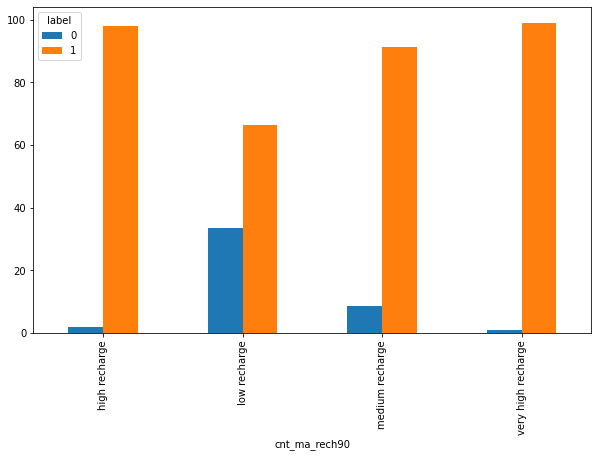 label
0
1
100
80
60
40
20
0
high recharge
low recharge
medium recharge
very high recharge
cnt_ma_rech90